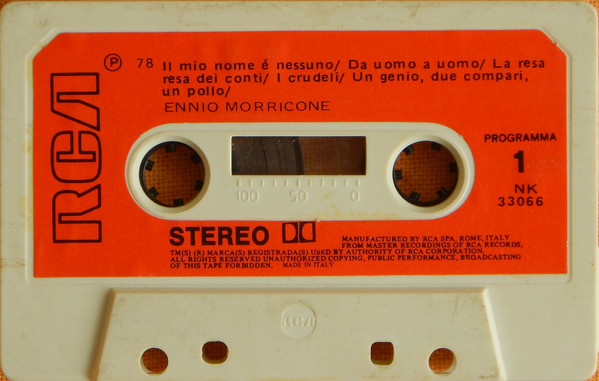 RCA
Ⓟ 78 Il mio nome é nessuno/ Da uomo a uomo/ La resa
resa dei conti/ I crudeli/ Un genio, due compari,
un pollo/
ENNIO MORRICONE
PROGRAMMA
1
NK
33066
100 50 0
STEREO
MANUFACTURED BY RCA SPA, ROME, ITALY
FROM MASTER RECORDINGS OF RCA RECORDS,
TM(S) (R) MARCA(S) REGISTRADA(S) USED BY AUTHORITY OF RCA CORPORATION.
ALL RIGHTS RESERVED UNAUTHORIZED COPYING, PUBLIC PERFORMANCE, BROADCASTING
OF THIS TAPE FORBIDDEN. MADE IN ITALY
RCA